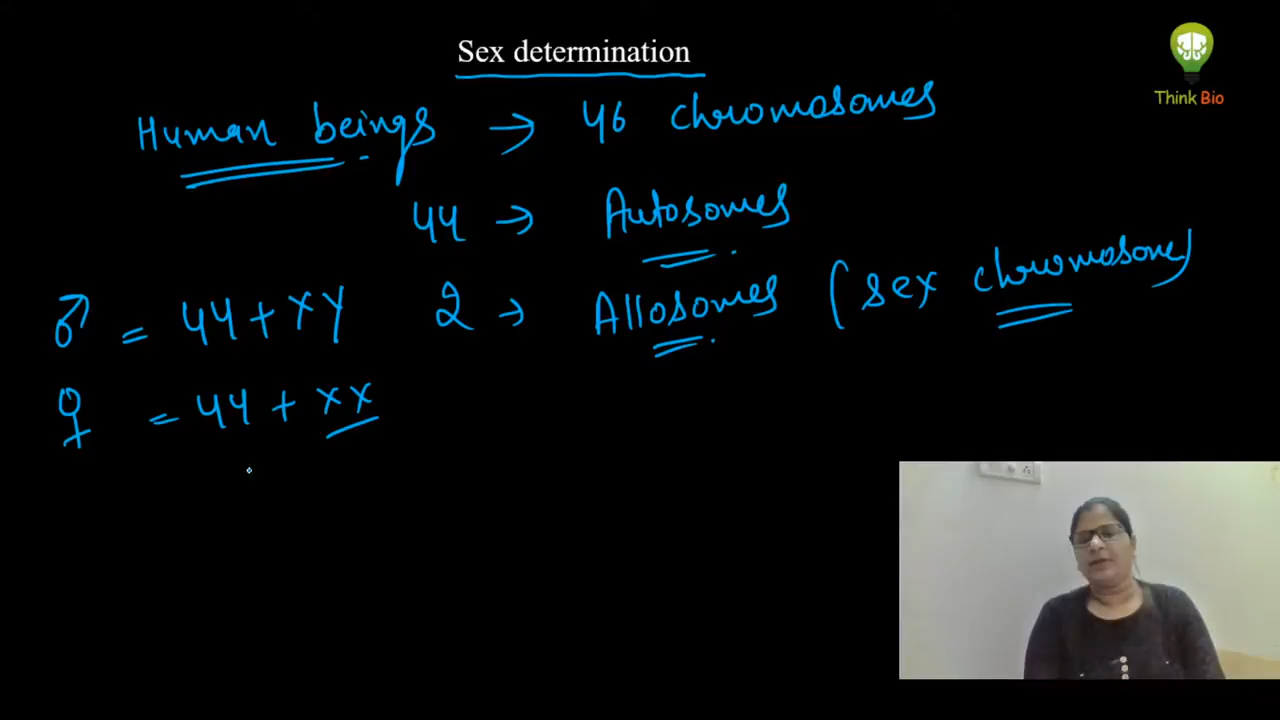 Sex determination
Think Bio
Human beings → 46 chromosomes
44 → Autosomes
♂ = 44 + XY
2 → Allosomes (sex chromosome)
♀ = 44 + XX